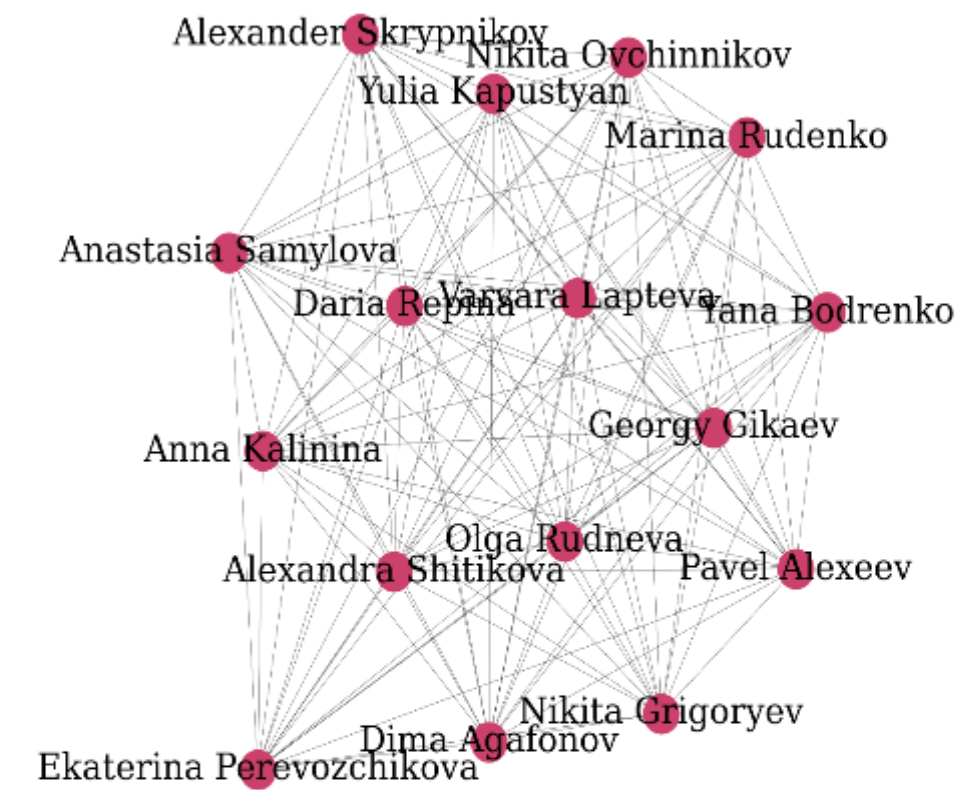 Alexander Skrypnikov
Nikita Ovchinnikov
Yulia Kapustyan
Marina Rudenko
Anastasia Samylova
Daria Repina
Varvara Lapteva
Yana Bodrenko
Georgy Gikaev
Anna Kalinina
Olga Rudneva
Alexandra Shitikova
Pavel Alexeev
Nikita Grigoryev
Dima Agafonov
Ekaterina Perevozchikova